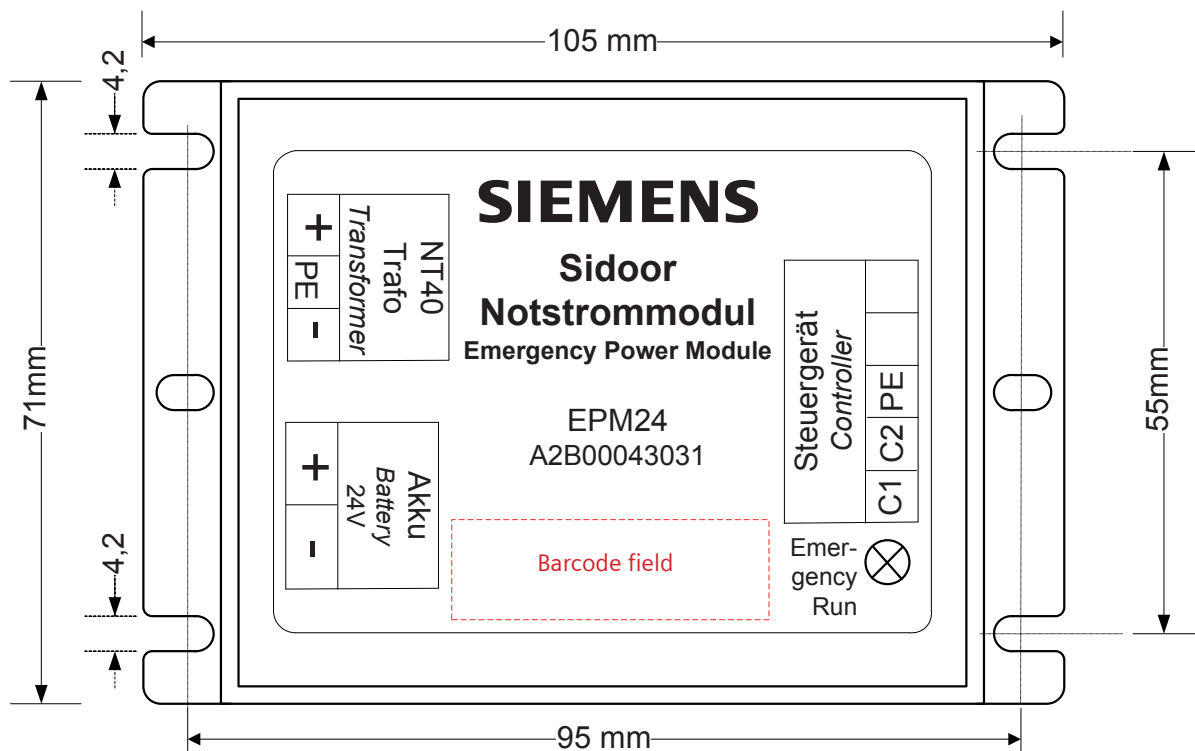 105 mm
4,2
71mm
4,2
SIEMENS
Sidoor
Notstrommodul
Emergency Power Module
EPM24
A2B00043031
Barcode field
NT40
Trafo
Transformer
+
PE
-
Akku
Battery
24V
+
-
Steuergerät
Controller
C1 C2 PE
Emer-
gency
Run
55mm
95 mm